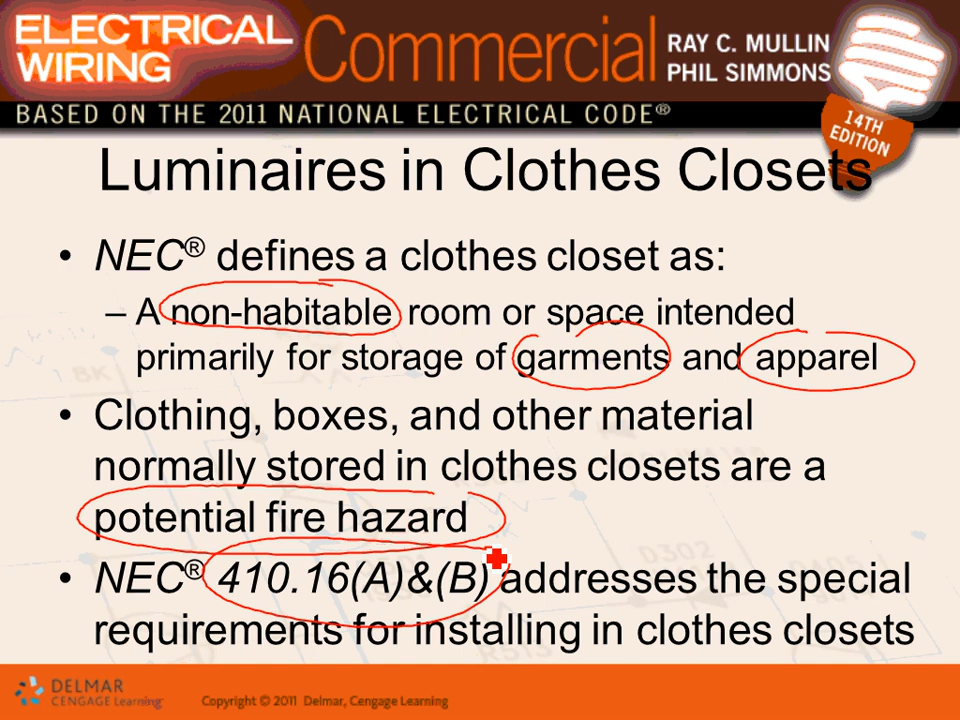 ELECTRICAL
WIRING
Commercial
RAY C. MULLIN
PHIL SIMMONS
BASED ON THE 2011 NATIONAL ELECTRICAL CODE®
14TH
EDITION
Luminaires in Clothes Closets
• NEC® defines a clothes closet as:
– A non-habitable room or space intended
primarily for storage of garments and apparel
• Clothing, boxes, and other material
normally stored in clothes closets are a
potential fire hazard
• NEC® 410.16(A)&(B) addresses the special
requirements for installing in clothes closets
BK
D302
R515
DELMAR
CENGAGE Learning
Copyright © 2011 Delmar, Cengage Learning